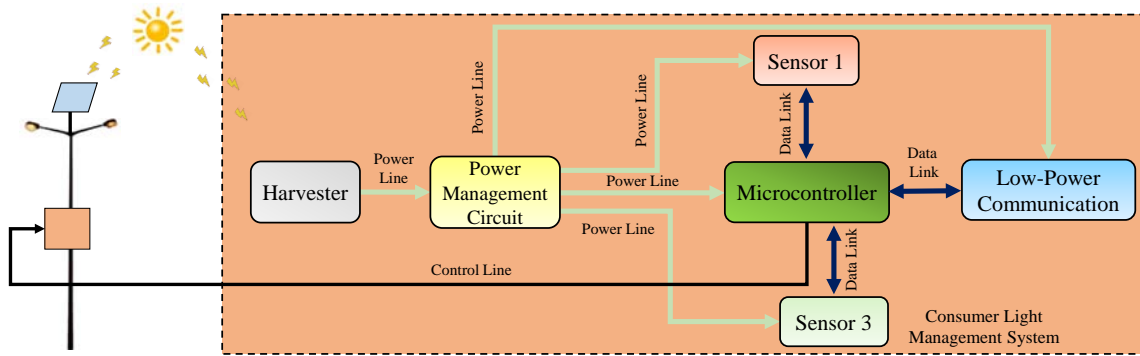 Sensor 1
Power Line
Power Line
Data Link
Power
Line
Data
Link
Harvester
Power
Management
Circuit
Power Line
Microcontroller
Low-Power
Communication
Power Line
Control Line
Data Link
Sensor 3
Consumer Light
Management System